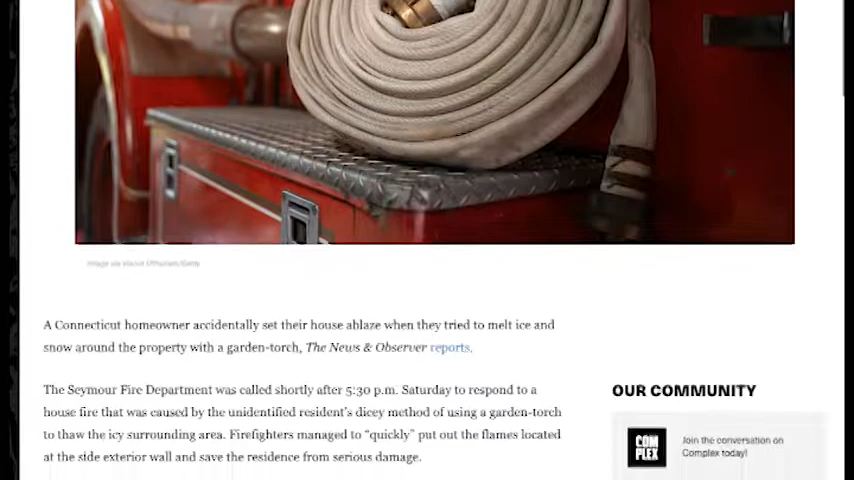 A Connecticut homeowner accidentally set their house ablaze when they tried to melt ice and
snow around the property with a garden-torch, The News & Observer reports.
The Seymour Fire Department was called shortly after 5:30 p.m. Saturday to respond to a
house fire that was caused by the unidentified resident's dicey method of using a garden-torch
to thaw the icy surrounding area. Firefighters managed to “quickly” put out the flames located
at the side exterior wall and save the residence from serious damage.
OUR COMMUNITY
COM
PLEX
Join the conversation on
Complex today!